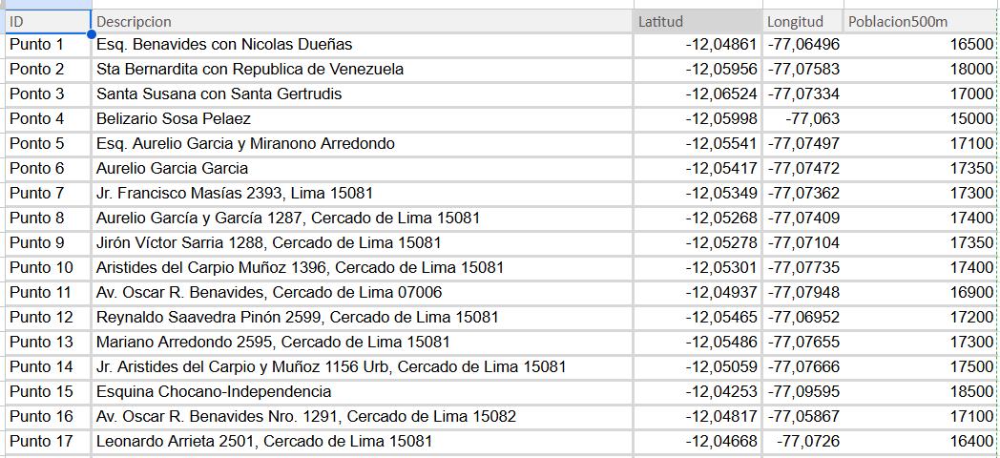 ID Descripcion Latitud Longitud Poblacion500m
Punto 1 Esq. Benavides con Nicolas Dueñas -12,04861 -77,06496 16500
Ponto 2 Sta Bernardita con Republica de Venezuela -12,05956 -77,07583 18000
Ponto 3 Santa Susana con Santa Gertrudis -12,06524 -77,07334 17000
Ponto 4 Belizario Sosa Pelaez -12,05998 -77,063 15000
Ponto 5 Esq. Aurelio Garcia y Miranono Arredondo -12,05541 -77,07497 17100
Ponto 6 Aurelio Garcia Garcia -12,05417 -77,07472 17350
Punto 7 Jr. Francisco Masías 2393, Lima 15081 -12,05349 -77,07362 17300
Punto 8 Aurelio García y García 1287, Cercado de Lima 15081 -12,05268 -77,07409 17400
Punto 9 Jirón Víctor Sarria 1288, Cercado de Lima 15081 -12,05278 -77,07104 17350
Punto 10 Aristides del Carpio Muñoz 1396, Cercado de Lima 15081 -12,05301 -77,07735 17400
Punto 11 Av. Oscar R. Benavides, Cercado de Lima 07006 -12,04937 -77,07948 16900
Punto 12 Reynaldo Saavedra Pinón 2599, Cercado de Lima 15081 -12,05465 -77,06952 17200
Punto 13 Mariano Arredondo 2595, Cercado de Lima 15081 -12,05486 -77,07655 17300
Punto 14 Jr. Aristides del Carpio y Muñoz 1156 Urb, Cercado de Lima 15081 -12,05059 -77,07666 17500
Punto 15 Esquina Chocano-Independencia -12,04253 -77,09595 18500
Punto 16 Av. Oscar R. Benavides Nro. 1291, Cercado de Lima 15082 -12,04817 -77,05867 17100
Punto 17 Leonardo Arrieta 2501, Cercado de Lima 15081 -12,04668 -77,0726 16400